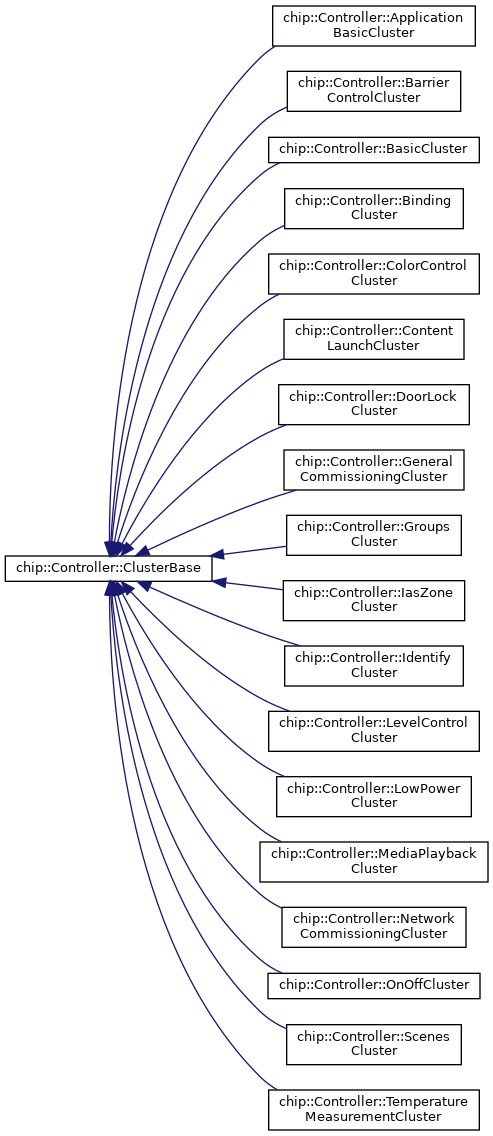 chip::Controller::Application
BasicCluster
chip::Controller::Barrier
ControlCluster
chip::Controller::BasicCluster
chip::Controller::Binding
Cluster
chip::Controller::ColorControl
Cluster
chip::Controller::Content
LaunchCluster
chip::Controller::DoorLock
Cluster
chip::Controller::General
CommissioningCluster
chip::Controller::Groups
Cluster
chip::Controller::ClusterBase
chip::Controller::IasZone
Cluster
chip::Controller::Identify
Cluster
chip::Controller::LevelControl
Cluster
chip::Controller::LowPower
Cluster
chip::Controller::MediaPlayback
Cluster
chip::Controller::Network
CommissioningCluster
chip::Controller::OnOffCluster
chip::Controller::Scenes
Cluster
chip::Controller::Temperature
MeasurementCluster